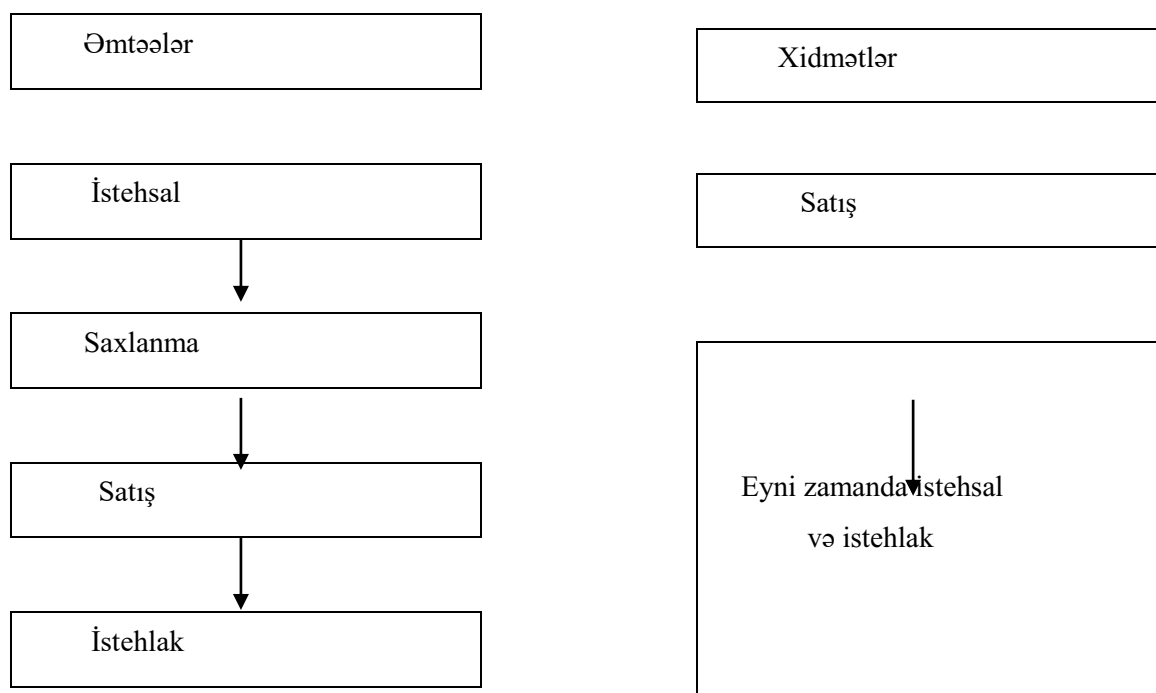 Əmtəələr
İstehsal
Saxlanma
Satış
İstehlak
Xidmətlər
Satış
Eyni zamanda istehsal
və istehlak